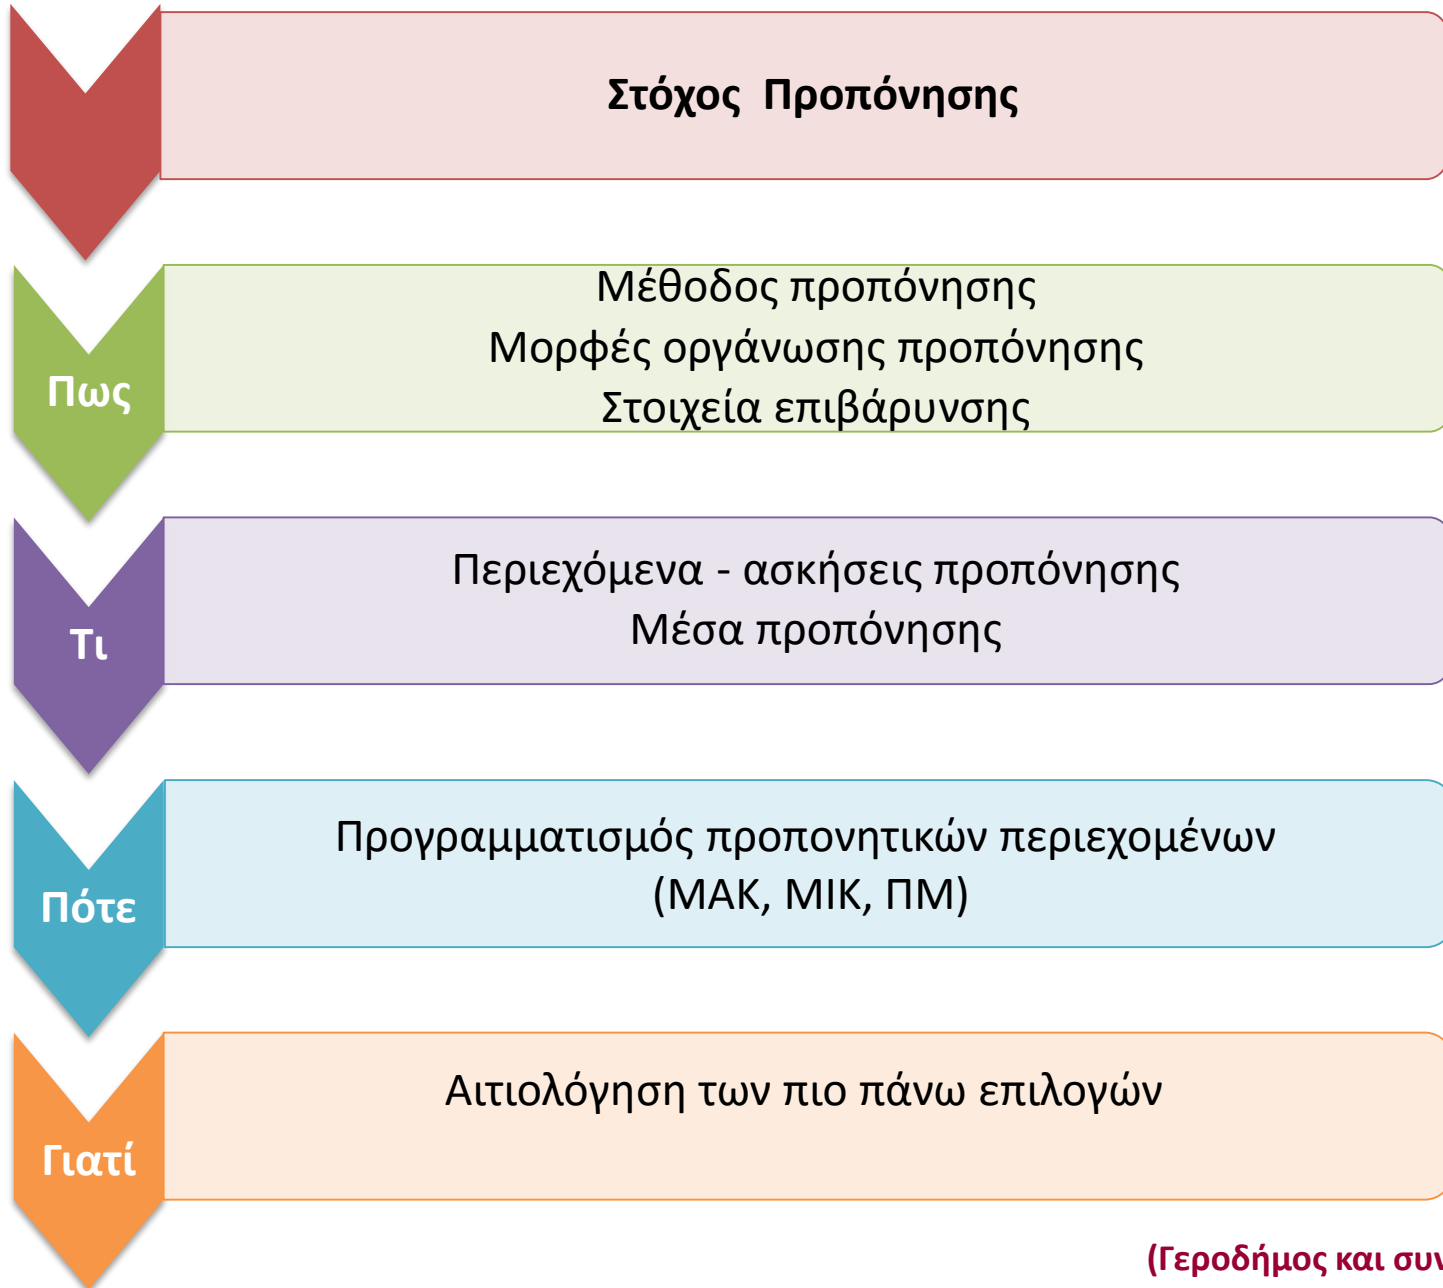 Στόχος Προπόνησης
Πως
Μέθοδος προπόνησης
Μορφές οργάνωσης προπόνησης
Στοιχεία επιβάρυνσης
Τι
Περιεχόμενα - ασκήσεις προπόνησης
Μέσα προπόνησης
Πότε
Προγραμματισμός προπονητικών περιεχομένων
(ΜΑΚ, ΜΙΚ, ΠΜ)
Γιατί
Αιτιολόγηση των πιο πάνω επιλογών
(Γεροδήμος και συν